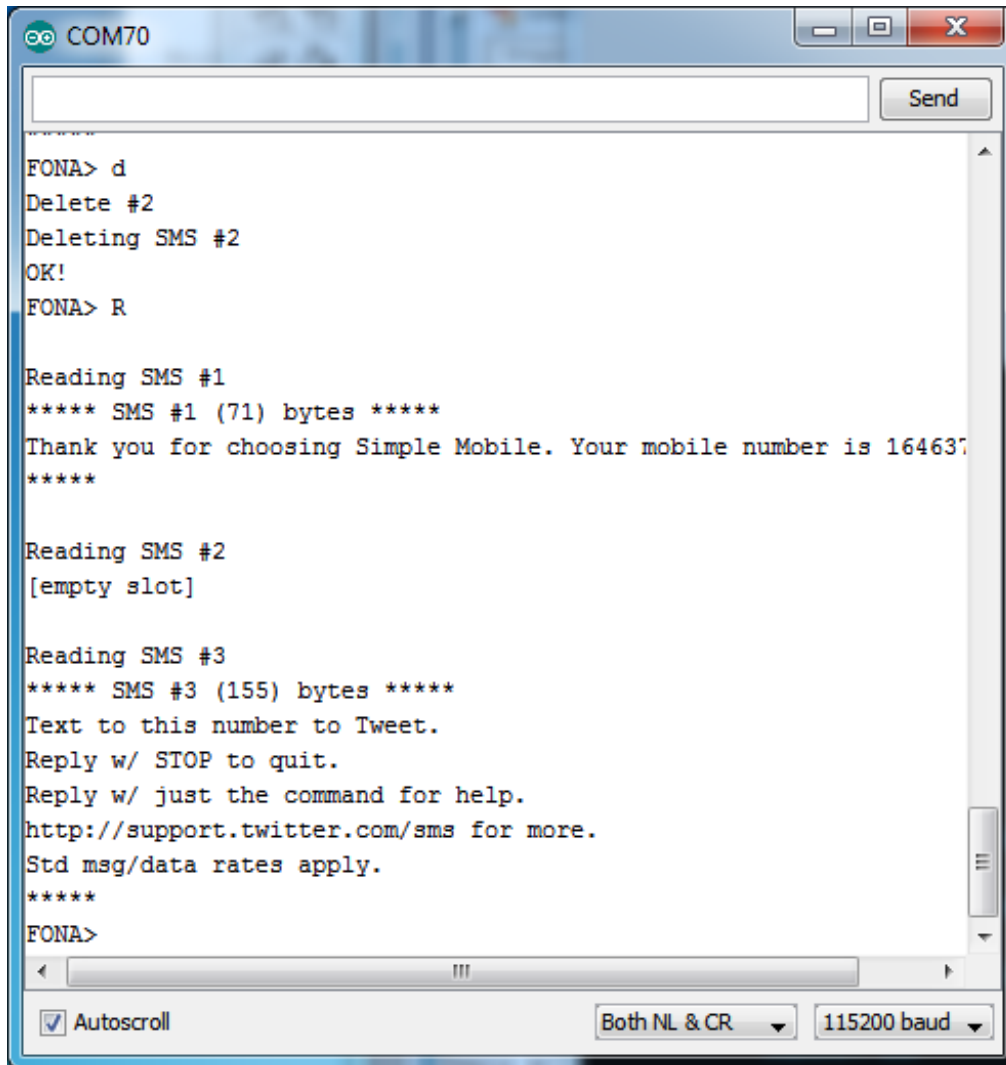 COM70
Send
*****
FONA> d
Delete #2
Deleting SMS #2
OK!
FONA> R
Reading SMS #1
***** SMS #1 (71) bytes *****
Thank you for choosing Simple Mobile. Your mobile number is 164637
*****
Reading SMS #2
[empty slot]
Reading SMS #3
***** SMS #3 (155) bytes *****
Text to this number to Tweet.
Reply w/ STOP to quit.
Reply w/ just the command for help.
http://support.twitter.com/sms for more.
Std msg/data rates apply.
*****
FONA>
Autoscroll
Both NL & CR
115200 baud